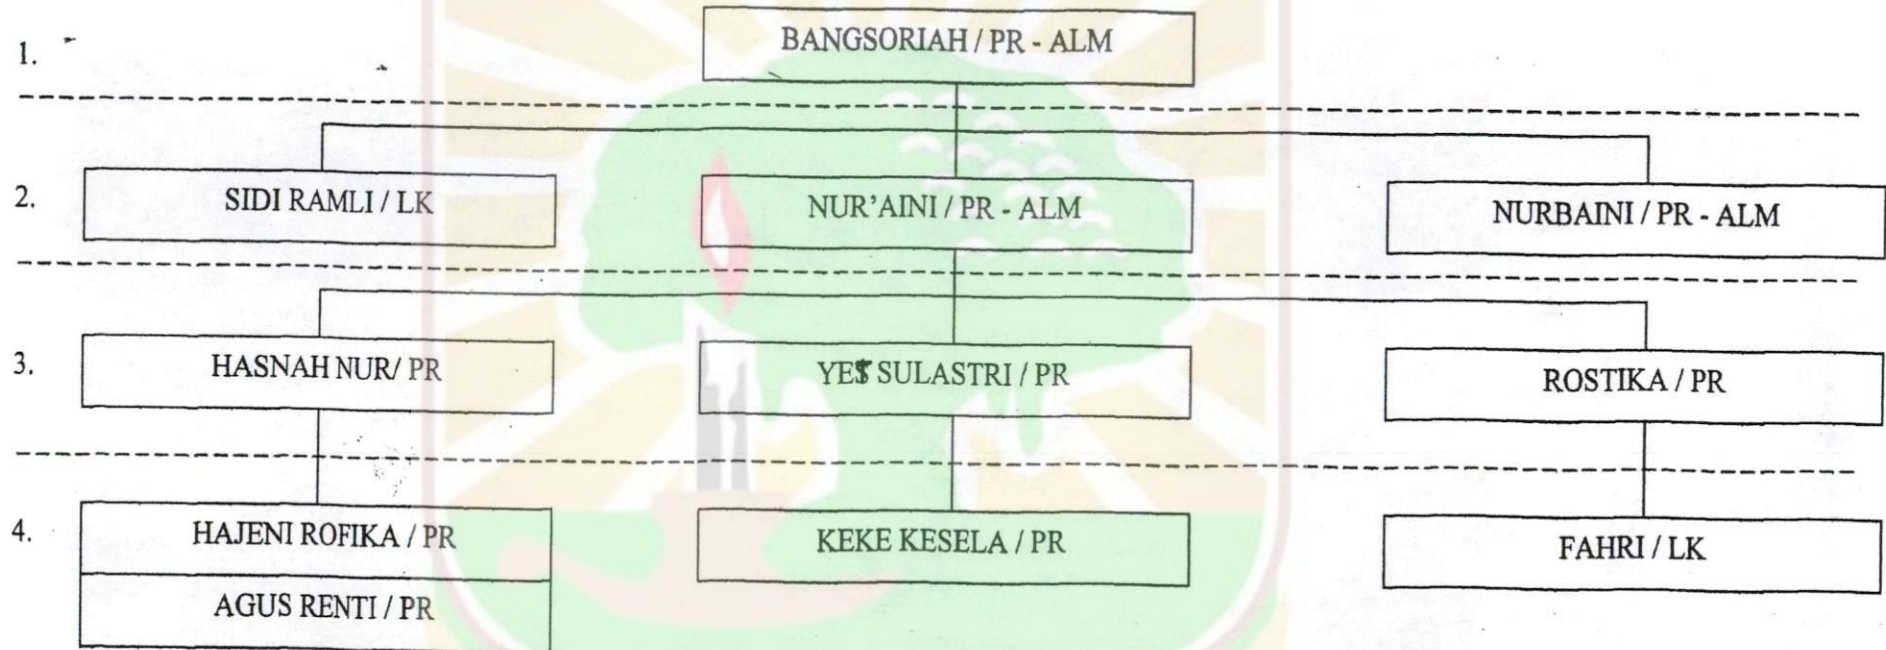 1.
BANGSORIAH / PR - ALM
2.
SIDI RAMLI / LK
NUR’AINI / PR - ALM
NURBAINI / PR - ALM
3.
HASNAH NUR/ PR
SULASTRI / PR
ROSTIKA / PR
4.
HAJENI ROFIKA / PR
KEKE KESELA / PR
FAHRI / LK
AGUS RENTI / PR